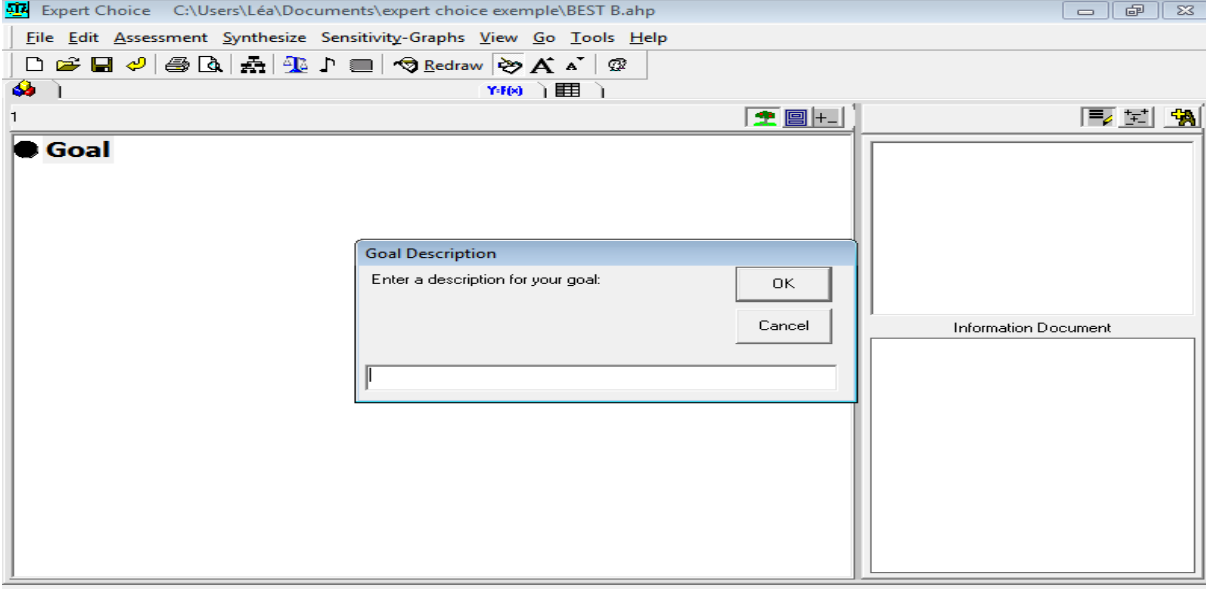 Expert Choice C:\Users\Léa\Documents\expert choice exemple\BEST B.ahp
File Edit Assessment Synthesize Sensitivity-Graphs View Go Tools Help
Redraw A A
Y=F(x)
1
Goal
Goal Description
Enter a description for your goal:
OK
Cancel
Information Document